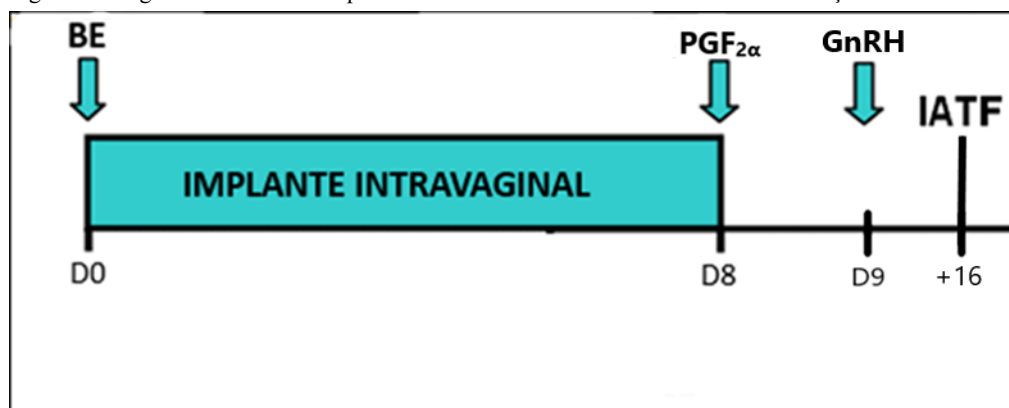 BE
PGF2α
GnRH
IATF
IMPLANTE INTRAVAGINAL
D0
D8
D9
+16